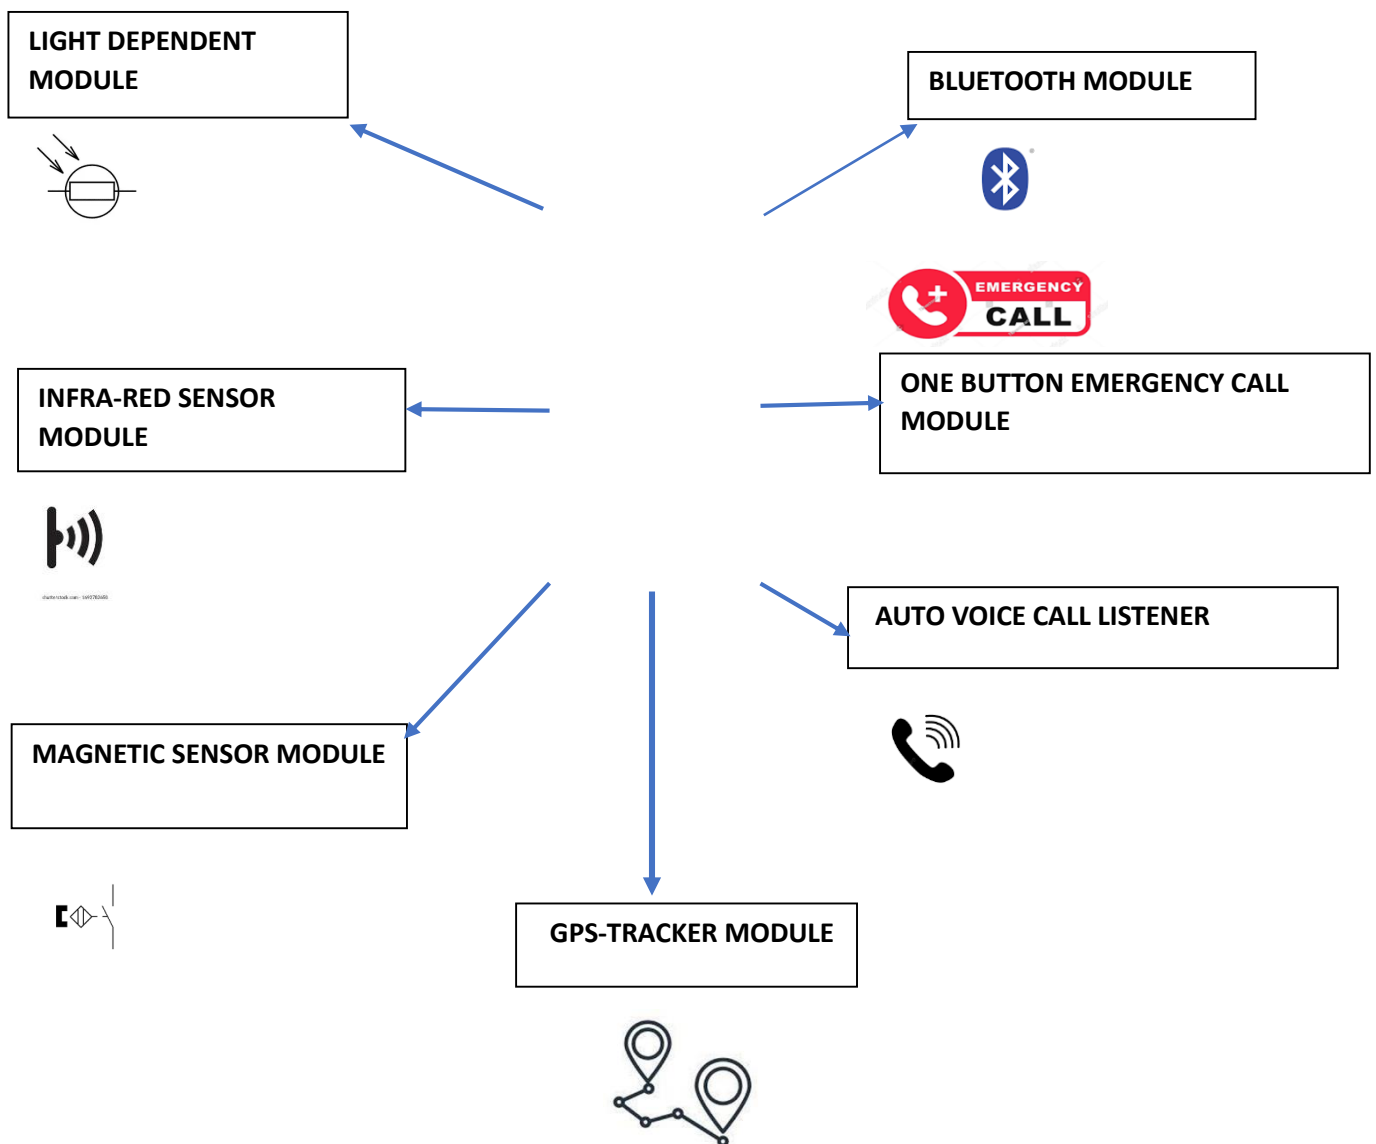 LIGHT DEPENDENT
MODULE
BLUETOOTH MODULE
EMERGENCY
CALL
INFRA-RED SENSOR
MODULE
ONE BUTTON EMERGENCY CALL
MODULE
AUTO VOICE CALL LISTENER
MAGNETIC SENSOR MODULE
GPS-TRACKER MODULE